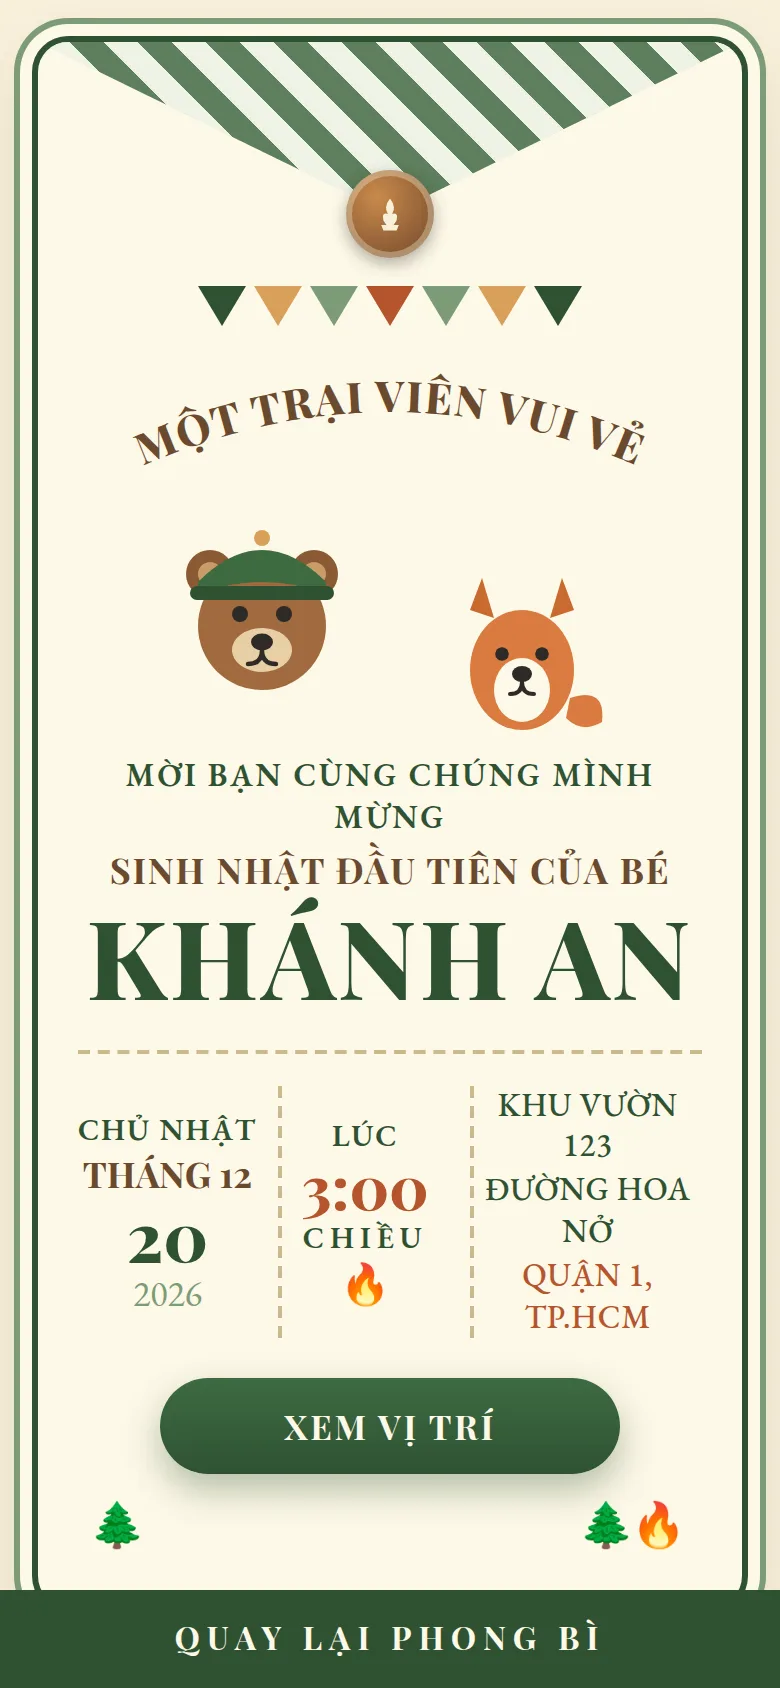 MỘT TRẠI VIÊN VUI VẺ
MỜI BẠN CÙNG CHÚNG MÌNH
MỪNG
SINH NHẬT ĐẦU TIÊN CỦA BÉ
KHÁNH AN
CHỦ NHẬT
THÁNG 12
20
2026
LÚC
3:00
CHIỀU
KHU VƯỜN
123
ĐƯỜNG HOA
NỞ
QUẬN 1,
TP.HCM
XEM VỊ TRÍ
QUAY LẠI PHONG BÌ